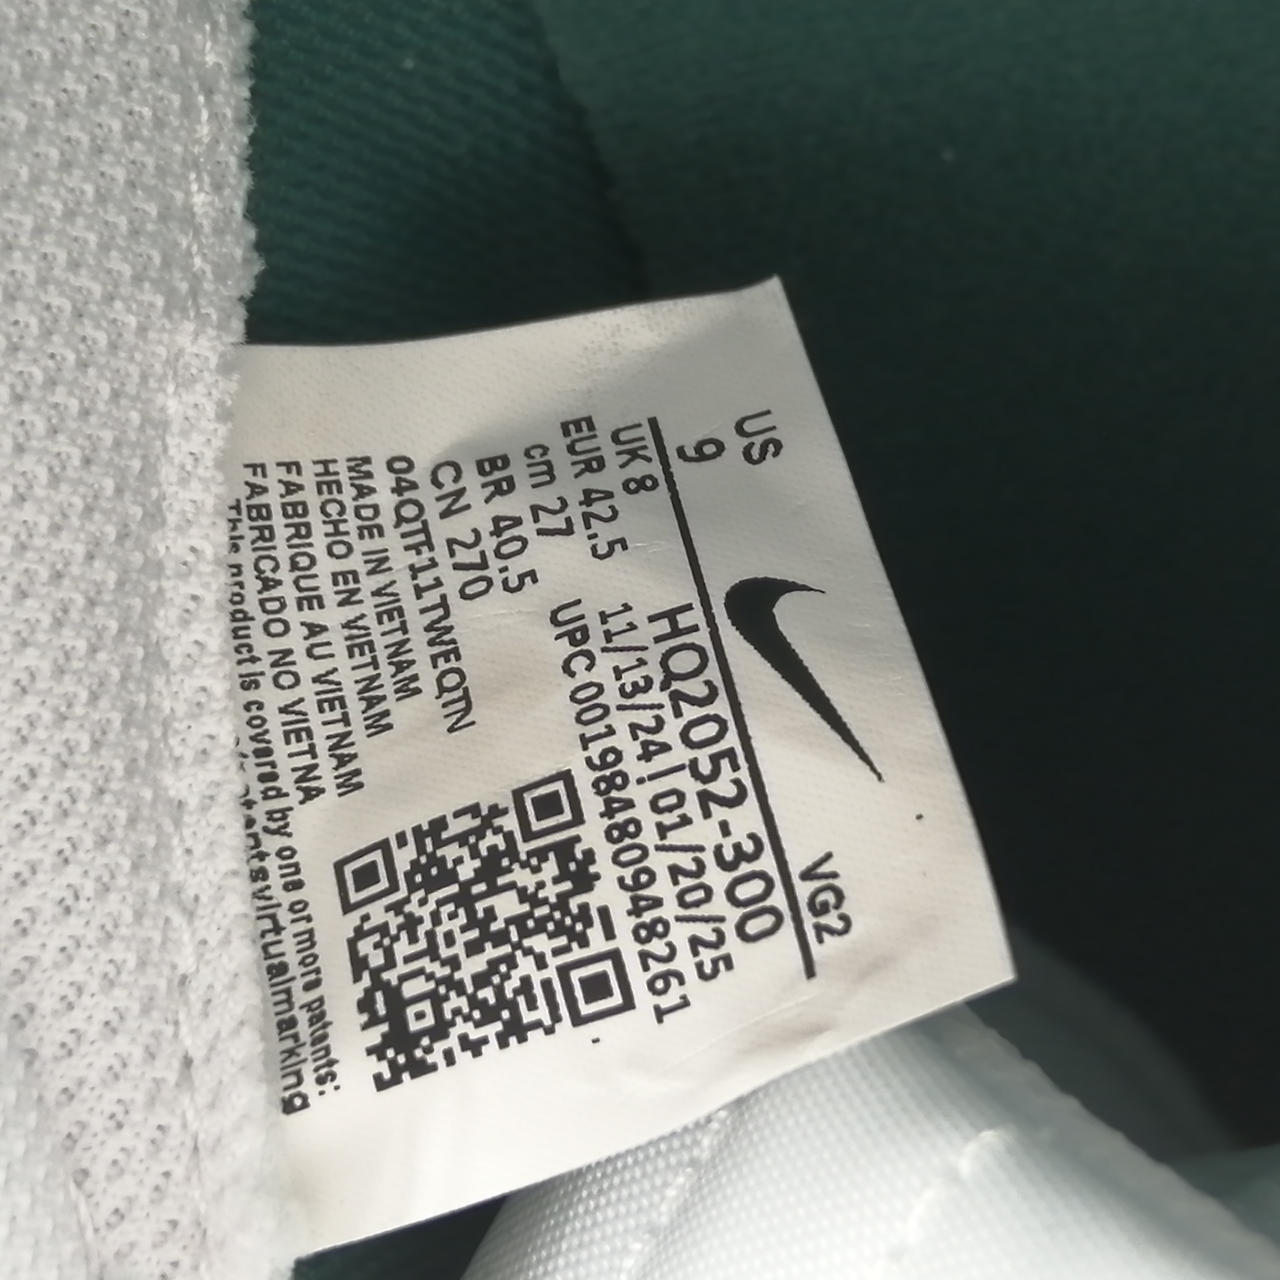 US
9
VG2
UK 8
HQ2052-300
EUR 42.5
11/13/24 | 01/20/25
cm 27
UPC 00198480948261
BR 40.5
CN 270
04QTF11TWEQTN
MADE IN VIETNAM
HECHO EN VIETNAM
FABRIQUE AU VIETNAM
FABRICADO NO VIETNA
This product is covered by one or more patents: